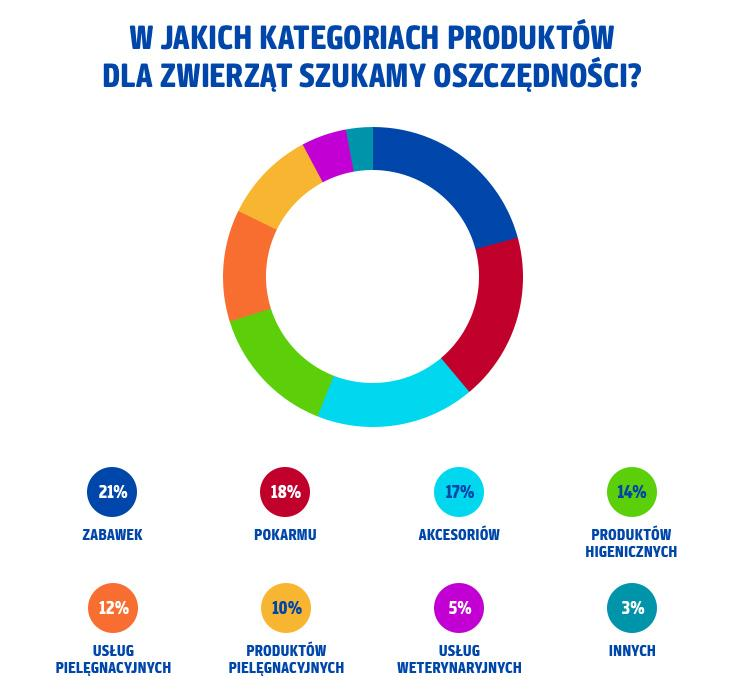 W JAKICH KATEGORIACH PRODUKTÓW
DLA ZWIERZĄT SZUKAMY OSZCZĘDNOŚCI?
21%
ZABAWEK
18%
POKARMU
17%
AKCESORIÓW
14%
PRODUKTÓW
HIGENICZNYCH
12%
USŁUG
PIELĘGNACYJNYCH
10%
PRODUKTÓW
PIELĘGNACYJNYCH
5%
USŁUG
WETERYNARYJNYCH
3%
INNYCH